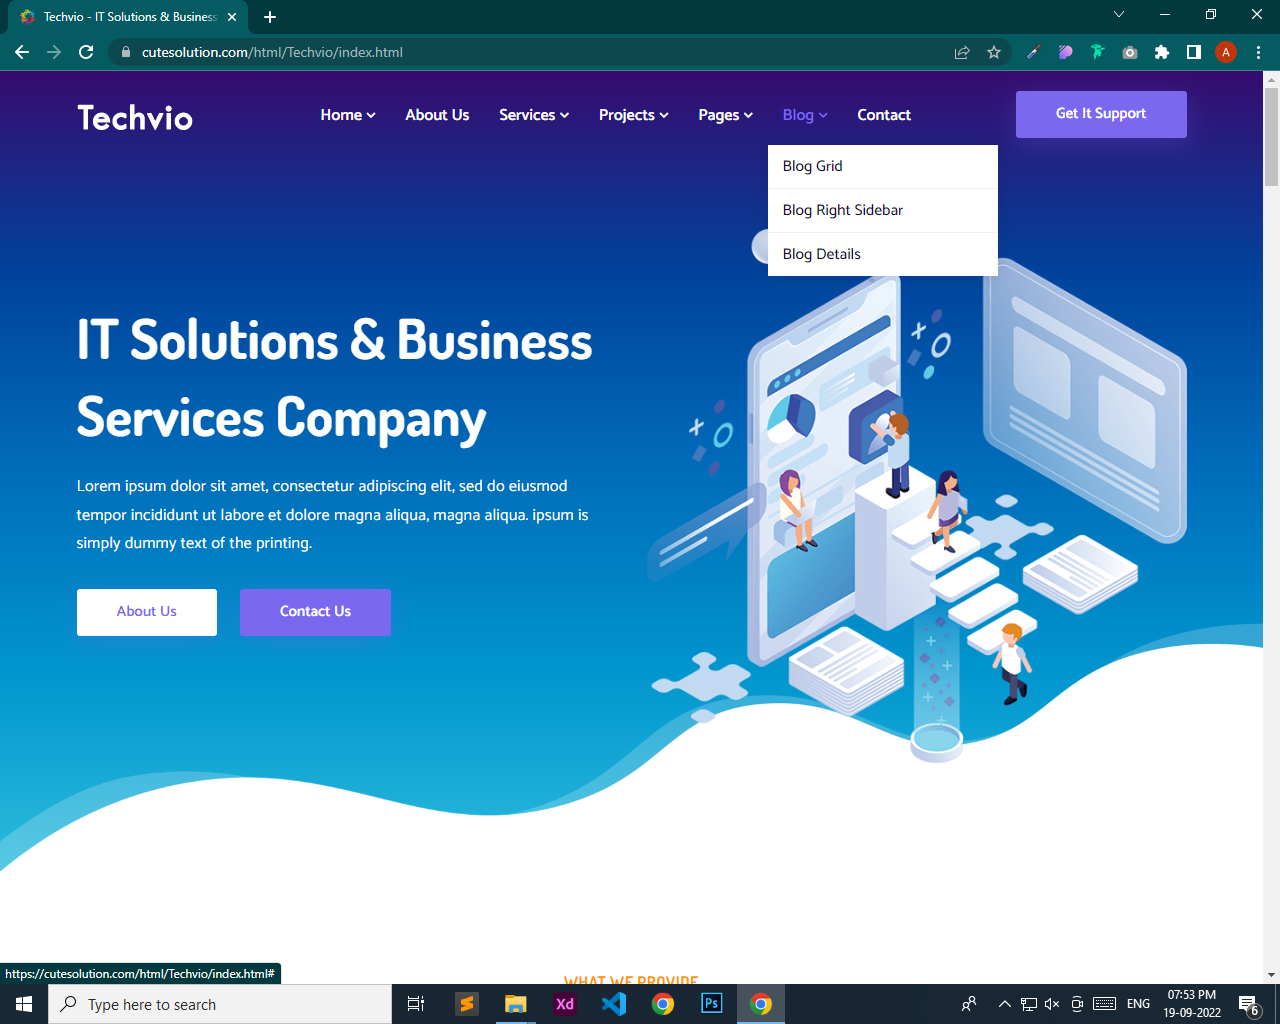 Techvio - IT Solutions & Business
cutesolution.com/html/Techvio/index.html
A
Techvio
Home
About Us
Services
Projects
Pages
Blog
Contact
Get It Support
Blog Grid
Blog Right Sidebar
Blog Details
IT Solutions & Business
Services Company
Lorem ipsum dolor sit amet, consectetur adipiscing elit, sed do eiusmod
tempor incididunt ut labore et dolore magna aliqua, magna aliqua. ipsum is
simply dummy text of the printing.
About Us
Contact Us
WHAT WE PROVIDE
https://cutesolution.com/html/Techvio/index.html#
Type here to search
Xd
Ps
ENG
07:53 PM
19-09-2022
6